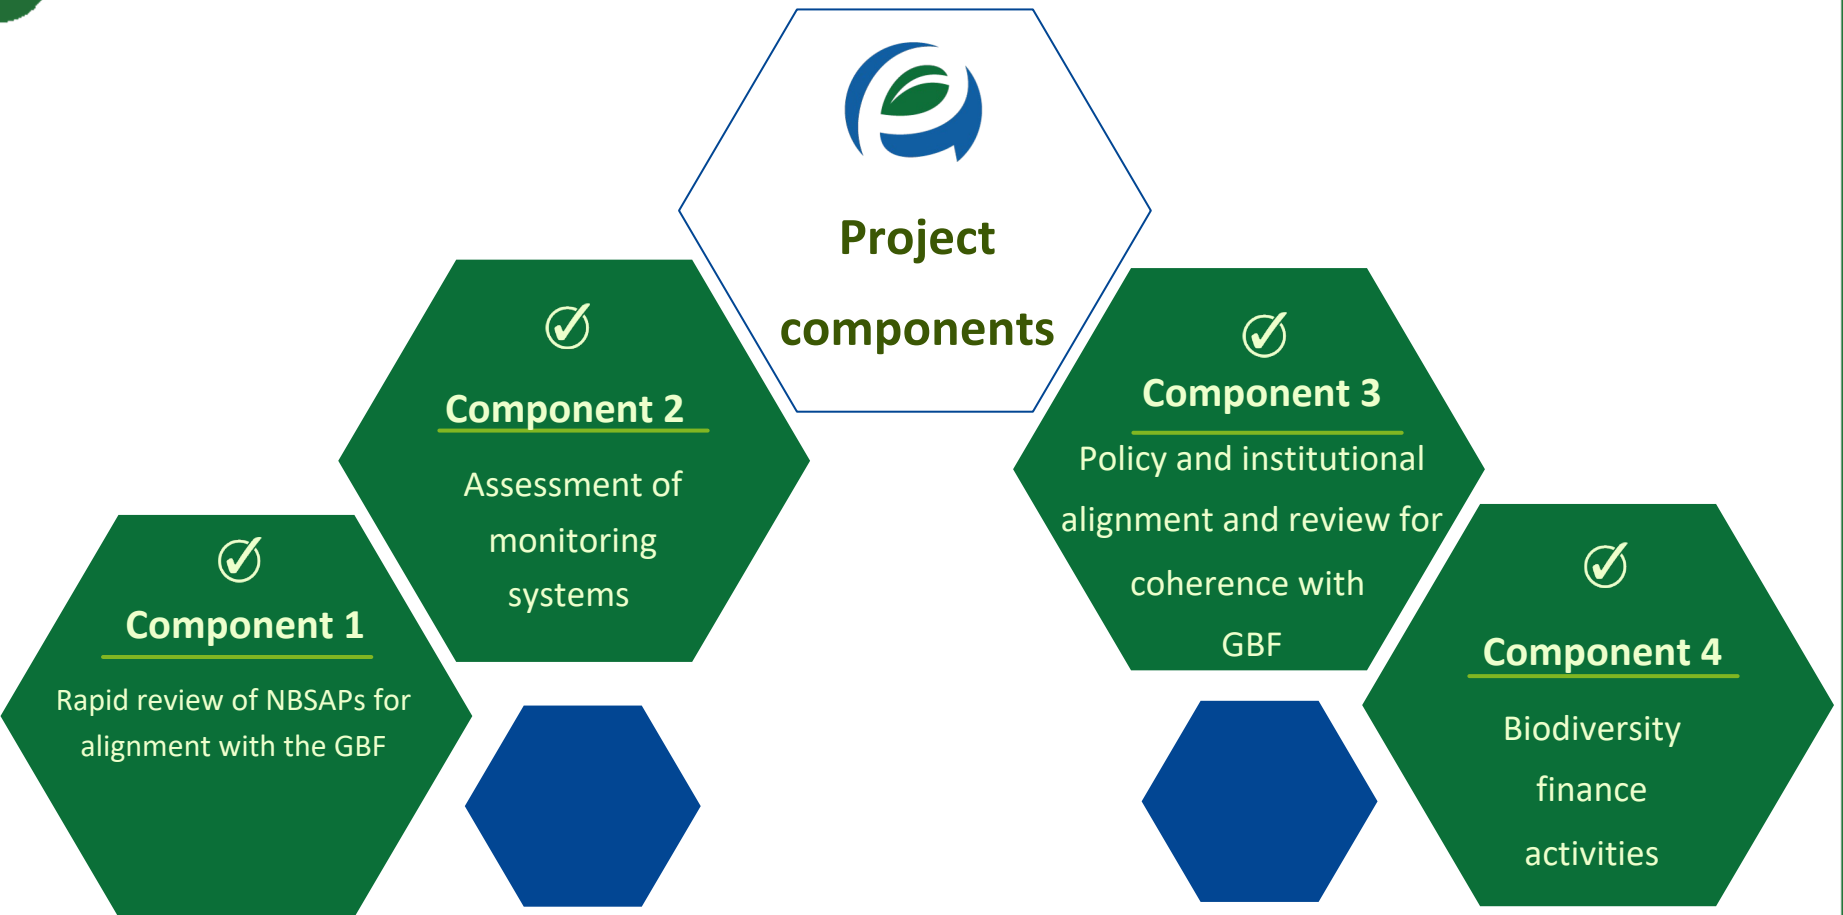 Project
components
Component 1
Rapid review of NBSAPs for
alignment with the GBF
Component 2
Assessment of
monitoring
systems
Component 3
Policy and institutional
alignment and review for
coherence with
GBF
Component 4
Biodiversity
finance
activities